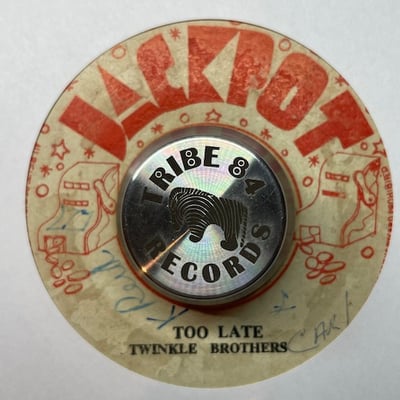 JACKPOT
TRIBE 84
RECORDS
TOO LATE
TWINKLE BROTHERS